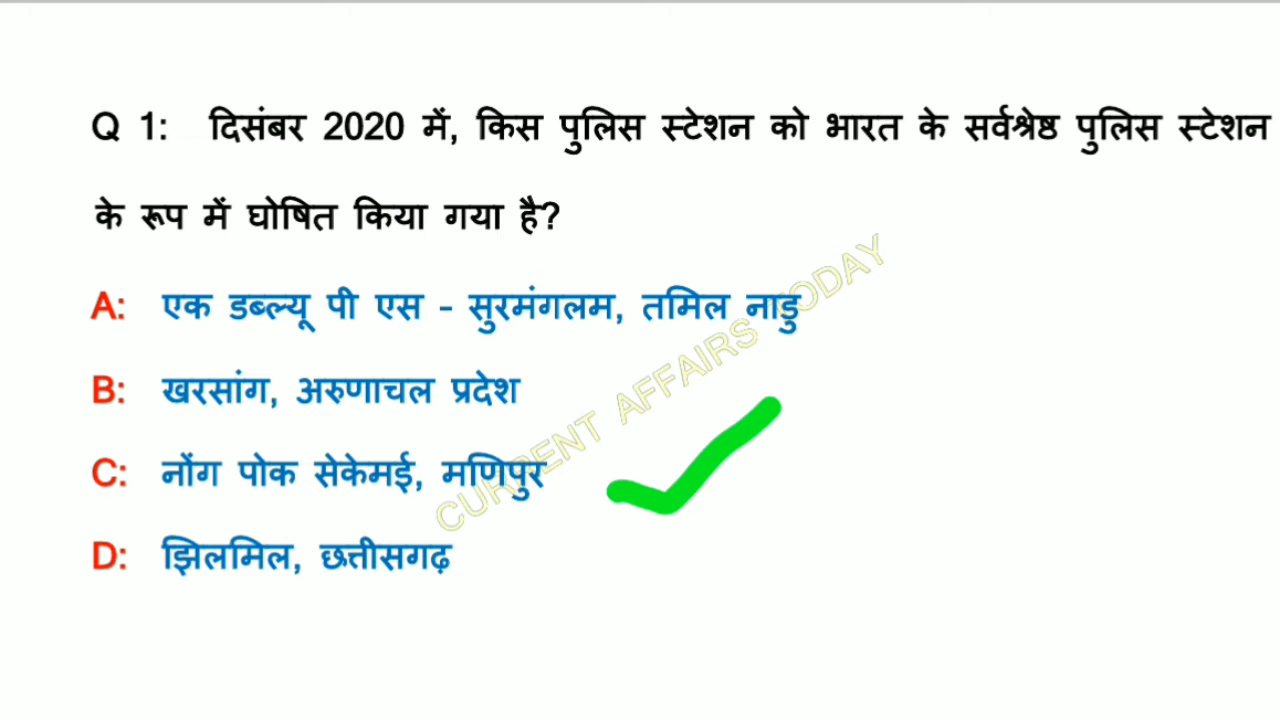 Q 1: दिसंबर 2020 में, किस पुलिस स्टेशन को भारत के सर्वश्रेष्ठ पुलिस स्टेशन
के रूप में घोषित किया गया है?
A: एक डब्ल्यू पी एस - सुरमंगलम, तमिल नाडु
B: खरसांग, अरुणाचल प्रदेश
C: नोंग पोक सेकेमई, मणिपुर
D: झिलमिल, छत्तीसगढ़
CURRENT AFFAIRS TODAY